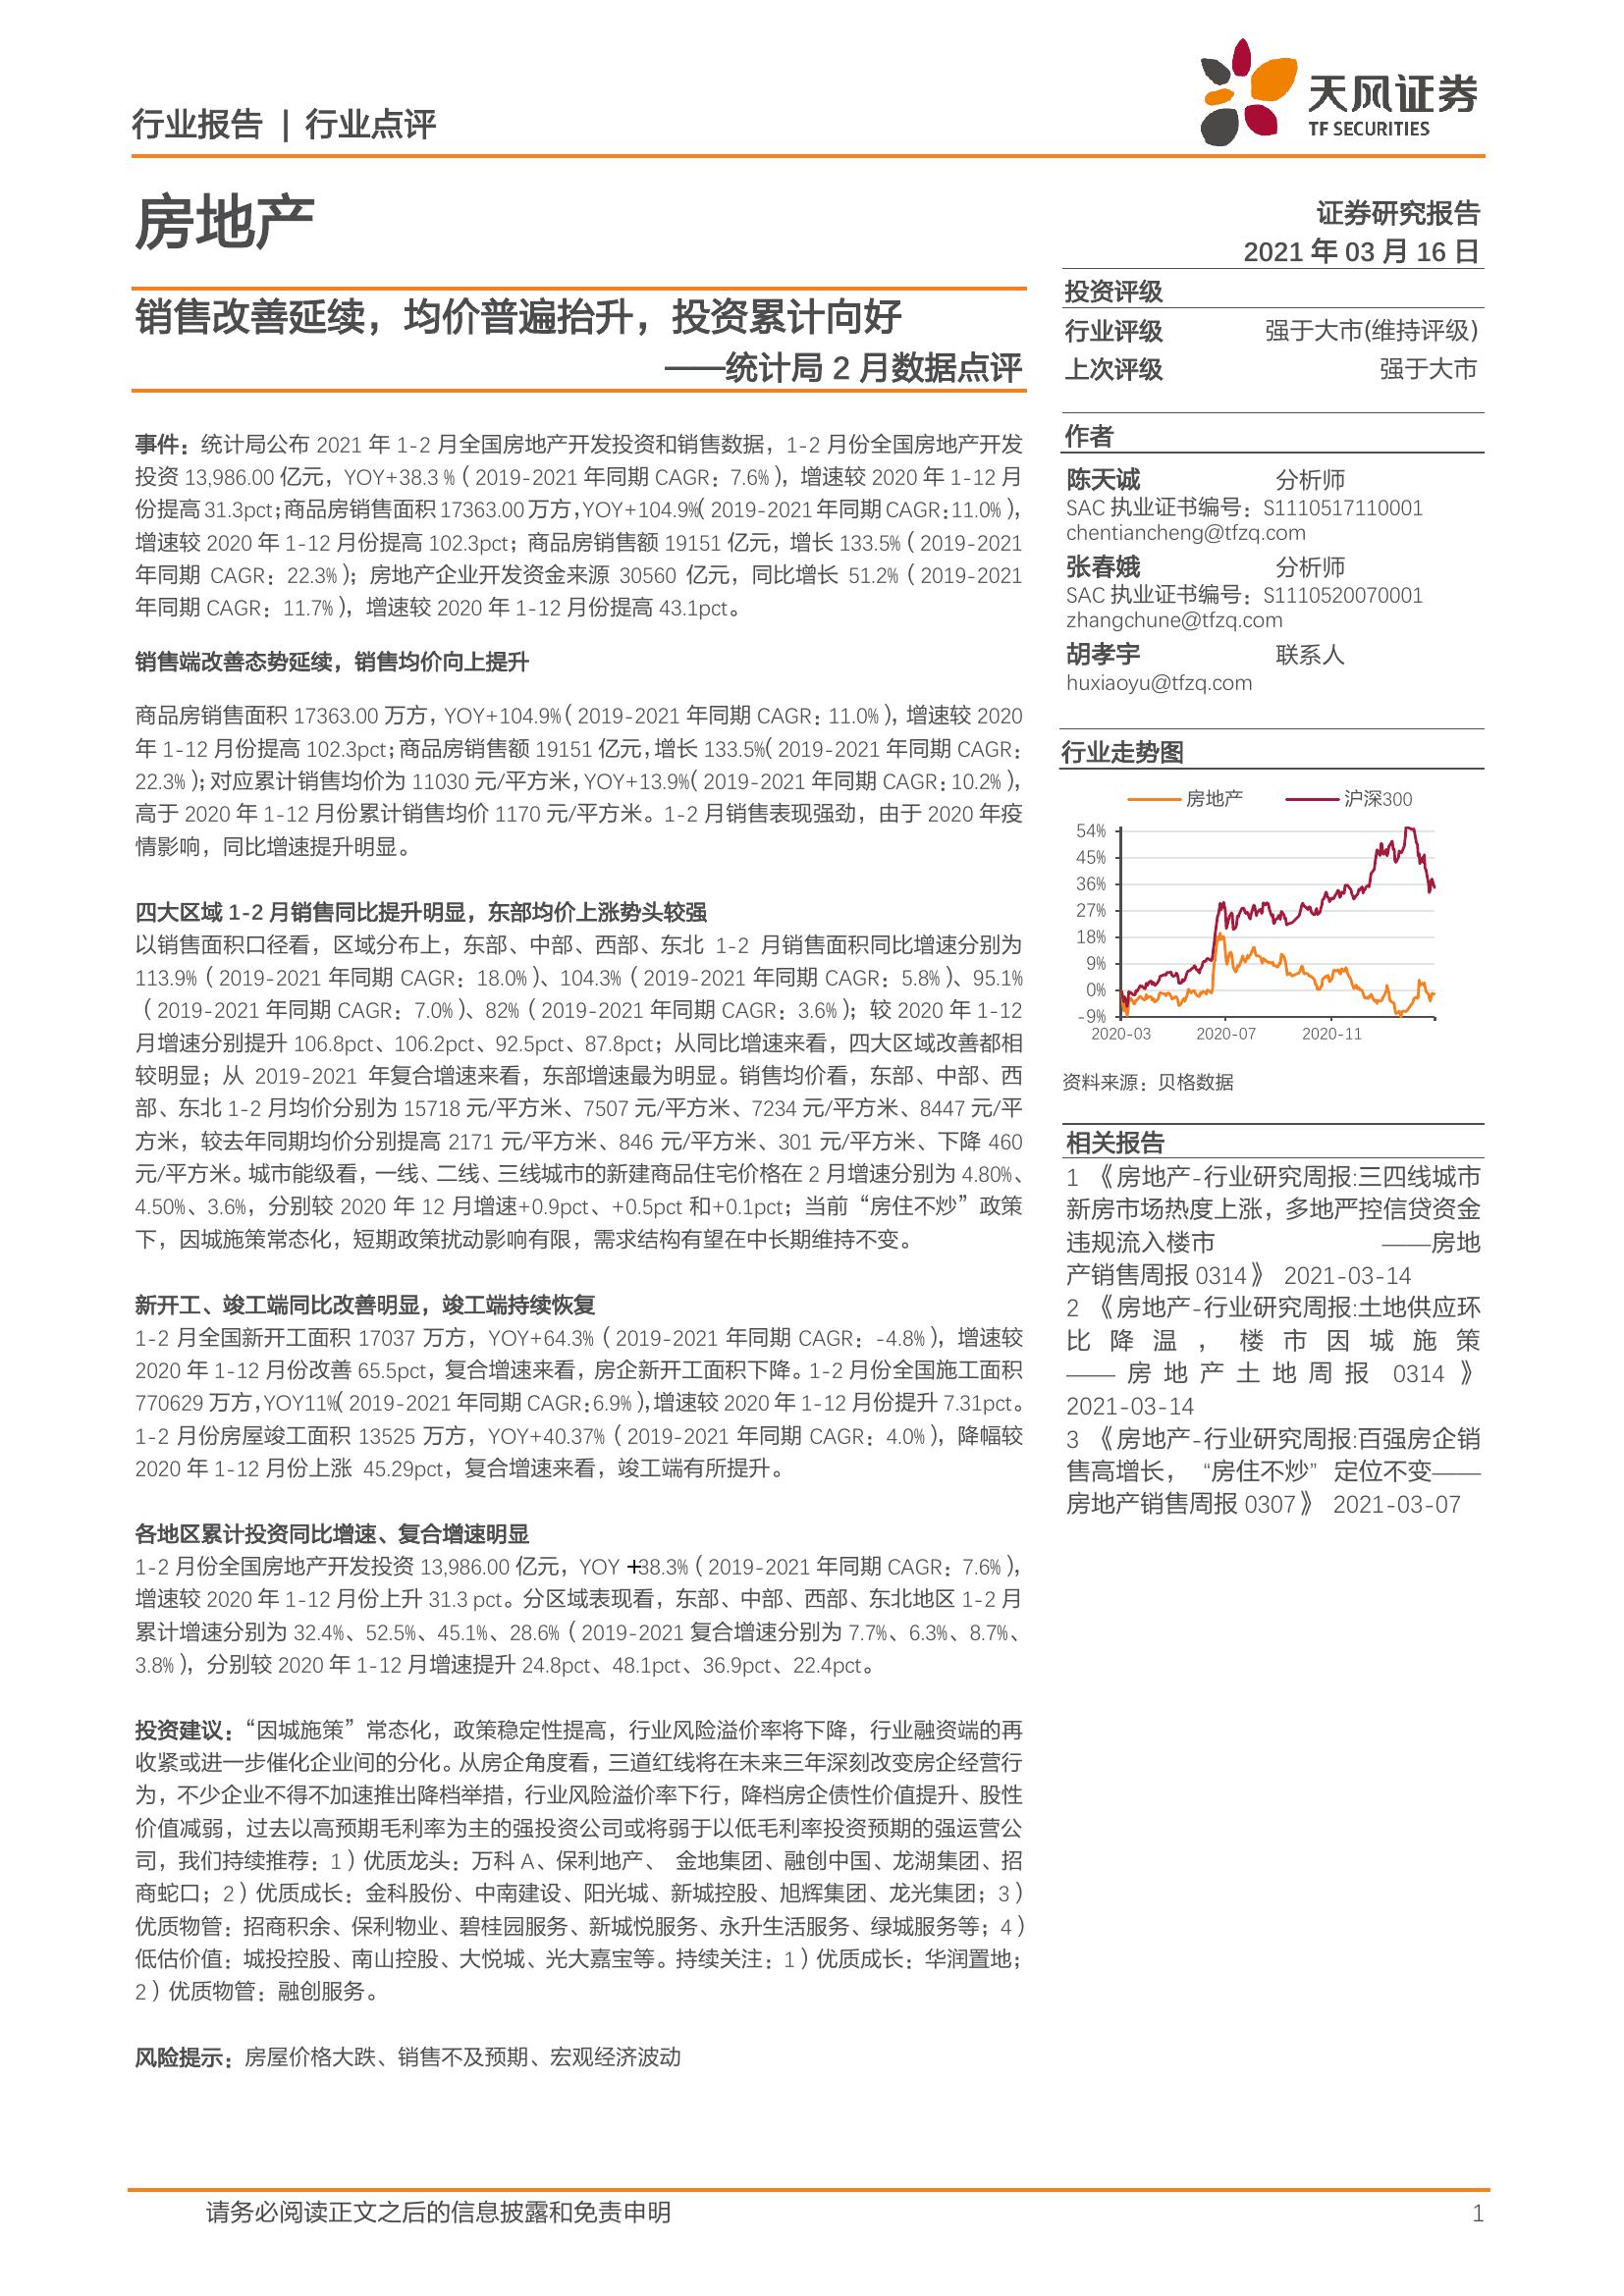 行业报告 | 行业点评
天风证券
TF SECURITIES
房地产
证券研究报告
2021 年 03 月 16 日
销售改善延续，均价普遍抬升，投资累计向好
——统计局 2 月数据点评
事件：统计局公布 2021 年 1-2 月全国房地产开发投资和销售数据，1-2 月份全国房地产开发
投资 13,986.00 亿元，YOY+38.3 %（2019-2021 年同期 CAGR：7.6%），增速较 2020 年 1-12 月
份提高 31.3pct；商品房销售面积 17363.00 万方，YOY+104.9%（2019-2021 年同期 CAGR：11.0%），
增速较 2020 年 1-12 月份提高 102.3pct；商品房销售额 19151 亿元，增长 133.5%（2019-2021
年同期 CAGR：22.3%）；房地产企业开发资金来源 30560 亿元，同比增长 51.2%（2019-2021
年同期 CAGR：11.7%），增速较 2020 年 1-12 月份提高 43.1pct。
销售端改善态势延续，销售均价向上提升
商品房销售面积 17363.00 万方，YOY+104.9%（2019-2021 年同期 CAGR：11.0%），增速较 2020
年 1-12 月份提高 102.3pct；商品房销售额 19151 亿元，增长 133.5%（2019-2021 年同期 CAGR：
22.3%）；对应累计销售均价为 11030 元/平方米，YOY+13.9%（2019-2021 年同期 CAGR：10.2%），
高于 2020 年 1-12 月份累计销售均价 1170 元/平方米。1-2 月销售表现强劲，由于 2020 年疫
情影响，同比增速提升明显。
四大区域 1-2 月销售同比提升明显，东部均价上涨势头较强
以销售面积口径看，区域分布上，东部、中部、西部、东北 1-2 月销售面积同比增速分别为
113.9%（2019-2021 年同期 CAGR：18.0%）、104.3%（2019-2021 年同期 CAGR：5.8%）、95.1%
（2019-2021 年同期 CAGR：7.0%）、82%（2019-2021 年同期 CAGR：3.6%）；较 2020 年 1-12
月增速分别提升 106.8pct、106.2pct、92.5pct、87.8pct；从同比增速来看，四大区域改善都相
较明显；从 2019-2021 年复合增速来看，东部增速最为明显。销售均价看，东部、中部、西
部、东北 1-2 月均价分别为 15718 元/平方米、7507 元/平方米、7234 元/平方米、8447 元/平
方米，较去年同期均价分别提高 2171 元/平方米、846 元/平方米、301 元/平方米、下降 460
元/平方米。城市能级看，一线、二线、三线城市的新建商品住宅价格在 2 月增速分别为 4.80%、
4.50%、3.6%，分别较 2020 年 12 月增速+0.9pct、+0.5pct 和+0.1pct；当前“房住不炒”政策
下，因城施策常态化，短期政策扰动影响有限，需求结构有望在中长期维持不变。
新开工、竣工端同比改善明显，竣工端持续恢复
1-2 月全国新开工面积 17037 万方，YOY+64.3%（2019-2021 年同期 CAGR：-4.8%），增速较
2020 年 1-12 月份改善 65.5pct，复合增速来看，房企新开工面积下降。1-2 月份全国施工面积
770629 万方，YOY11%（2019-2021 年同期 CAGR：6.9%），增速较 2020 年 1-12 月份提升 7.31pct。
1-2 月份房屋竣工面积 13525 万方，YOY+40.37%（2019-2021 年同期 CAGR：4.0%），降幅较
2020 年 1-12 月份上涨 45.29pct，复合增速来看，竣工端有所提升。
各地区累计投资同比增速、复合增速明显
1-2 月份全国房地产开发投资 13,986.00 亿元，YOY +38.3%（2019-2021 年同期 CAGR：7.6%），
增速较 2020 年 1-12 月份上升 31.3 pct。分区域表现看，东部、中部、西部、东北地区 1-2 月
累计增速分别为 32.4%、52.5%、45.1%、28.6%（2019-2021 复合增速分别为 7.7%、6.3%、8.7%、
3.8%），分别较 2020 年 1-12 月增速提升 24.8pct、48.1pct、36.9pct、22.4pct。
投资建议：“因城施策”常态化，政策稳定性提高，行业风险溢价率将下降，行业融资端的再
收紧或进一步催化企业间的分化。从房企角度看，三道红线将在未来三年深刻改变房企经营行
为，不少企业不得不加速推出降档举措，行业风险溢价率下行，降档房企债性价值提升、股性
价值减弱，过去以高预期毛利率为主的强投资公司或将弱于以低毛利率投资预期的强运营公
司，我们持续推荐：1）优质龙头：万科 A、保利地产、 金地集团、融创中国、龙湖集团、招
商蛇口；2）优质成长：金科股份、中南建设、阳光城、新城控股、旭辉集团、龙光集团；3）
优质物管：招商积余、保利物业、碧桂园服务、新城悦服务、永升生活服务、绿城服务等；4）
低估价值：城投控股、南山控股、大悦城、光大嘉宝等。持续关注：1）优质成长：华润置地；
2）优质物管：融创服务。
风险提示：房屋价格大跌、销售不及预期、宏观经济波动
投资评级
行业评级 强于大市(维持评级)
上次评级 强于大市
作者
陈天诚 分析师
SAC 执业证书编号：S1110517110001
chentiancheng@tfzq.com
张春娥 分析师
SAC 执业证书编号：S1110520070001
zhangchune@tfzq.com
胡孝宇 联系人
huxiaoyu@tfzq.com
行业走势图
房地产 沪深300
54%
45%
36%
27%
18%
9%
0%
-9%
2020-03 2020-07 2020-11
资料来源：贝格数据
相关报告
1 《房地产-行业研究周报:三四线城市
新房市场热度上涨，多地严控信贷资金
违规流入楼市 ——房地
产销售周报 0314》 2021-03-14
2 《房地产-行业研究周报:土地供应环
比降温，楼市因城施策
——房地产土地周报 0314》
2021-03-14
3 《房地产-行业研究周报:百强房企销
售高增长， “房住不炒” 定位不变——
房地产销售周报 0307》 2021-03-07
请务必阅读正文之后的信息披露和免责申明 1